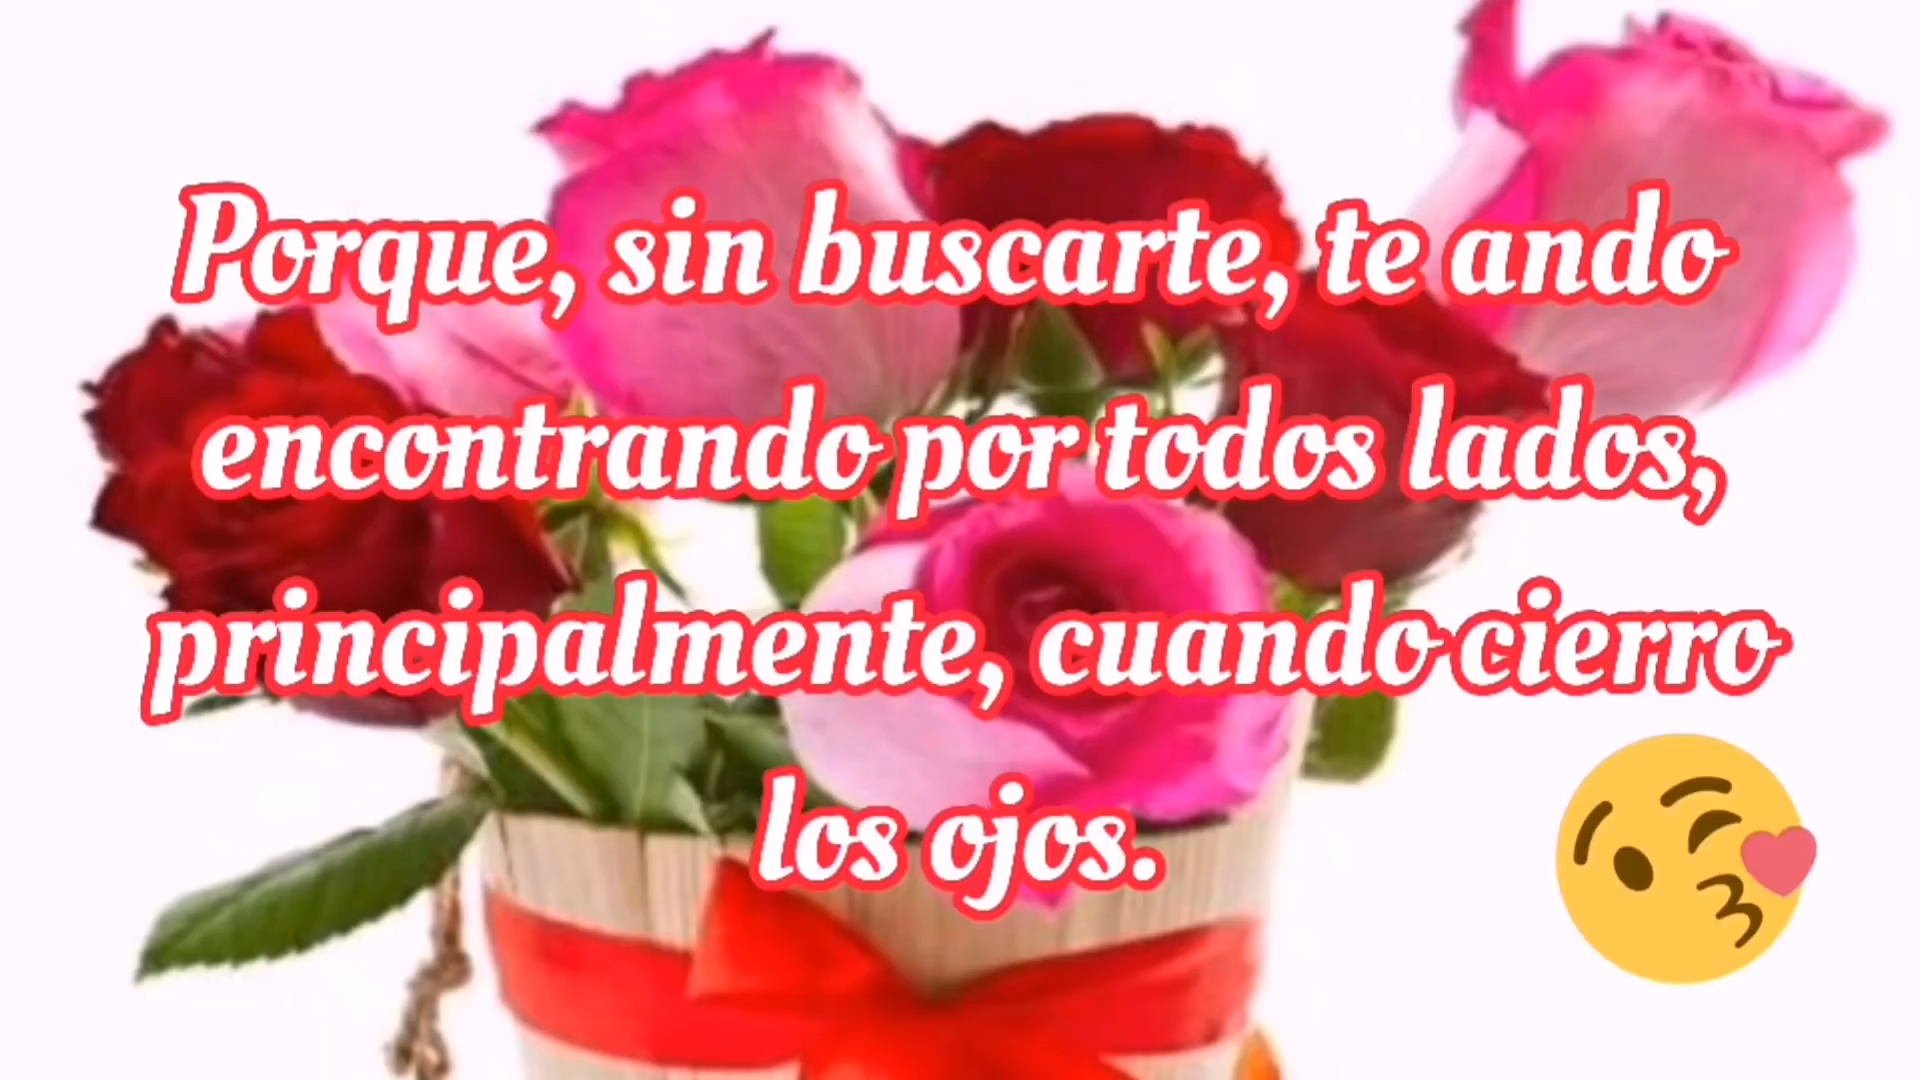 Porque, sin buscarte, te ando
encontrando por todos lados,
principalmente, cuando cierro
los ojos.